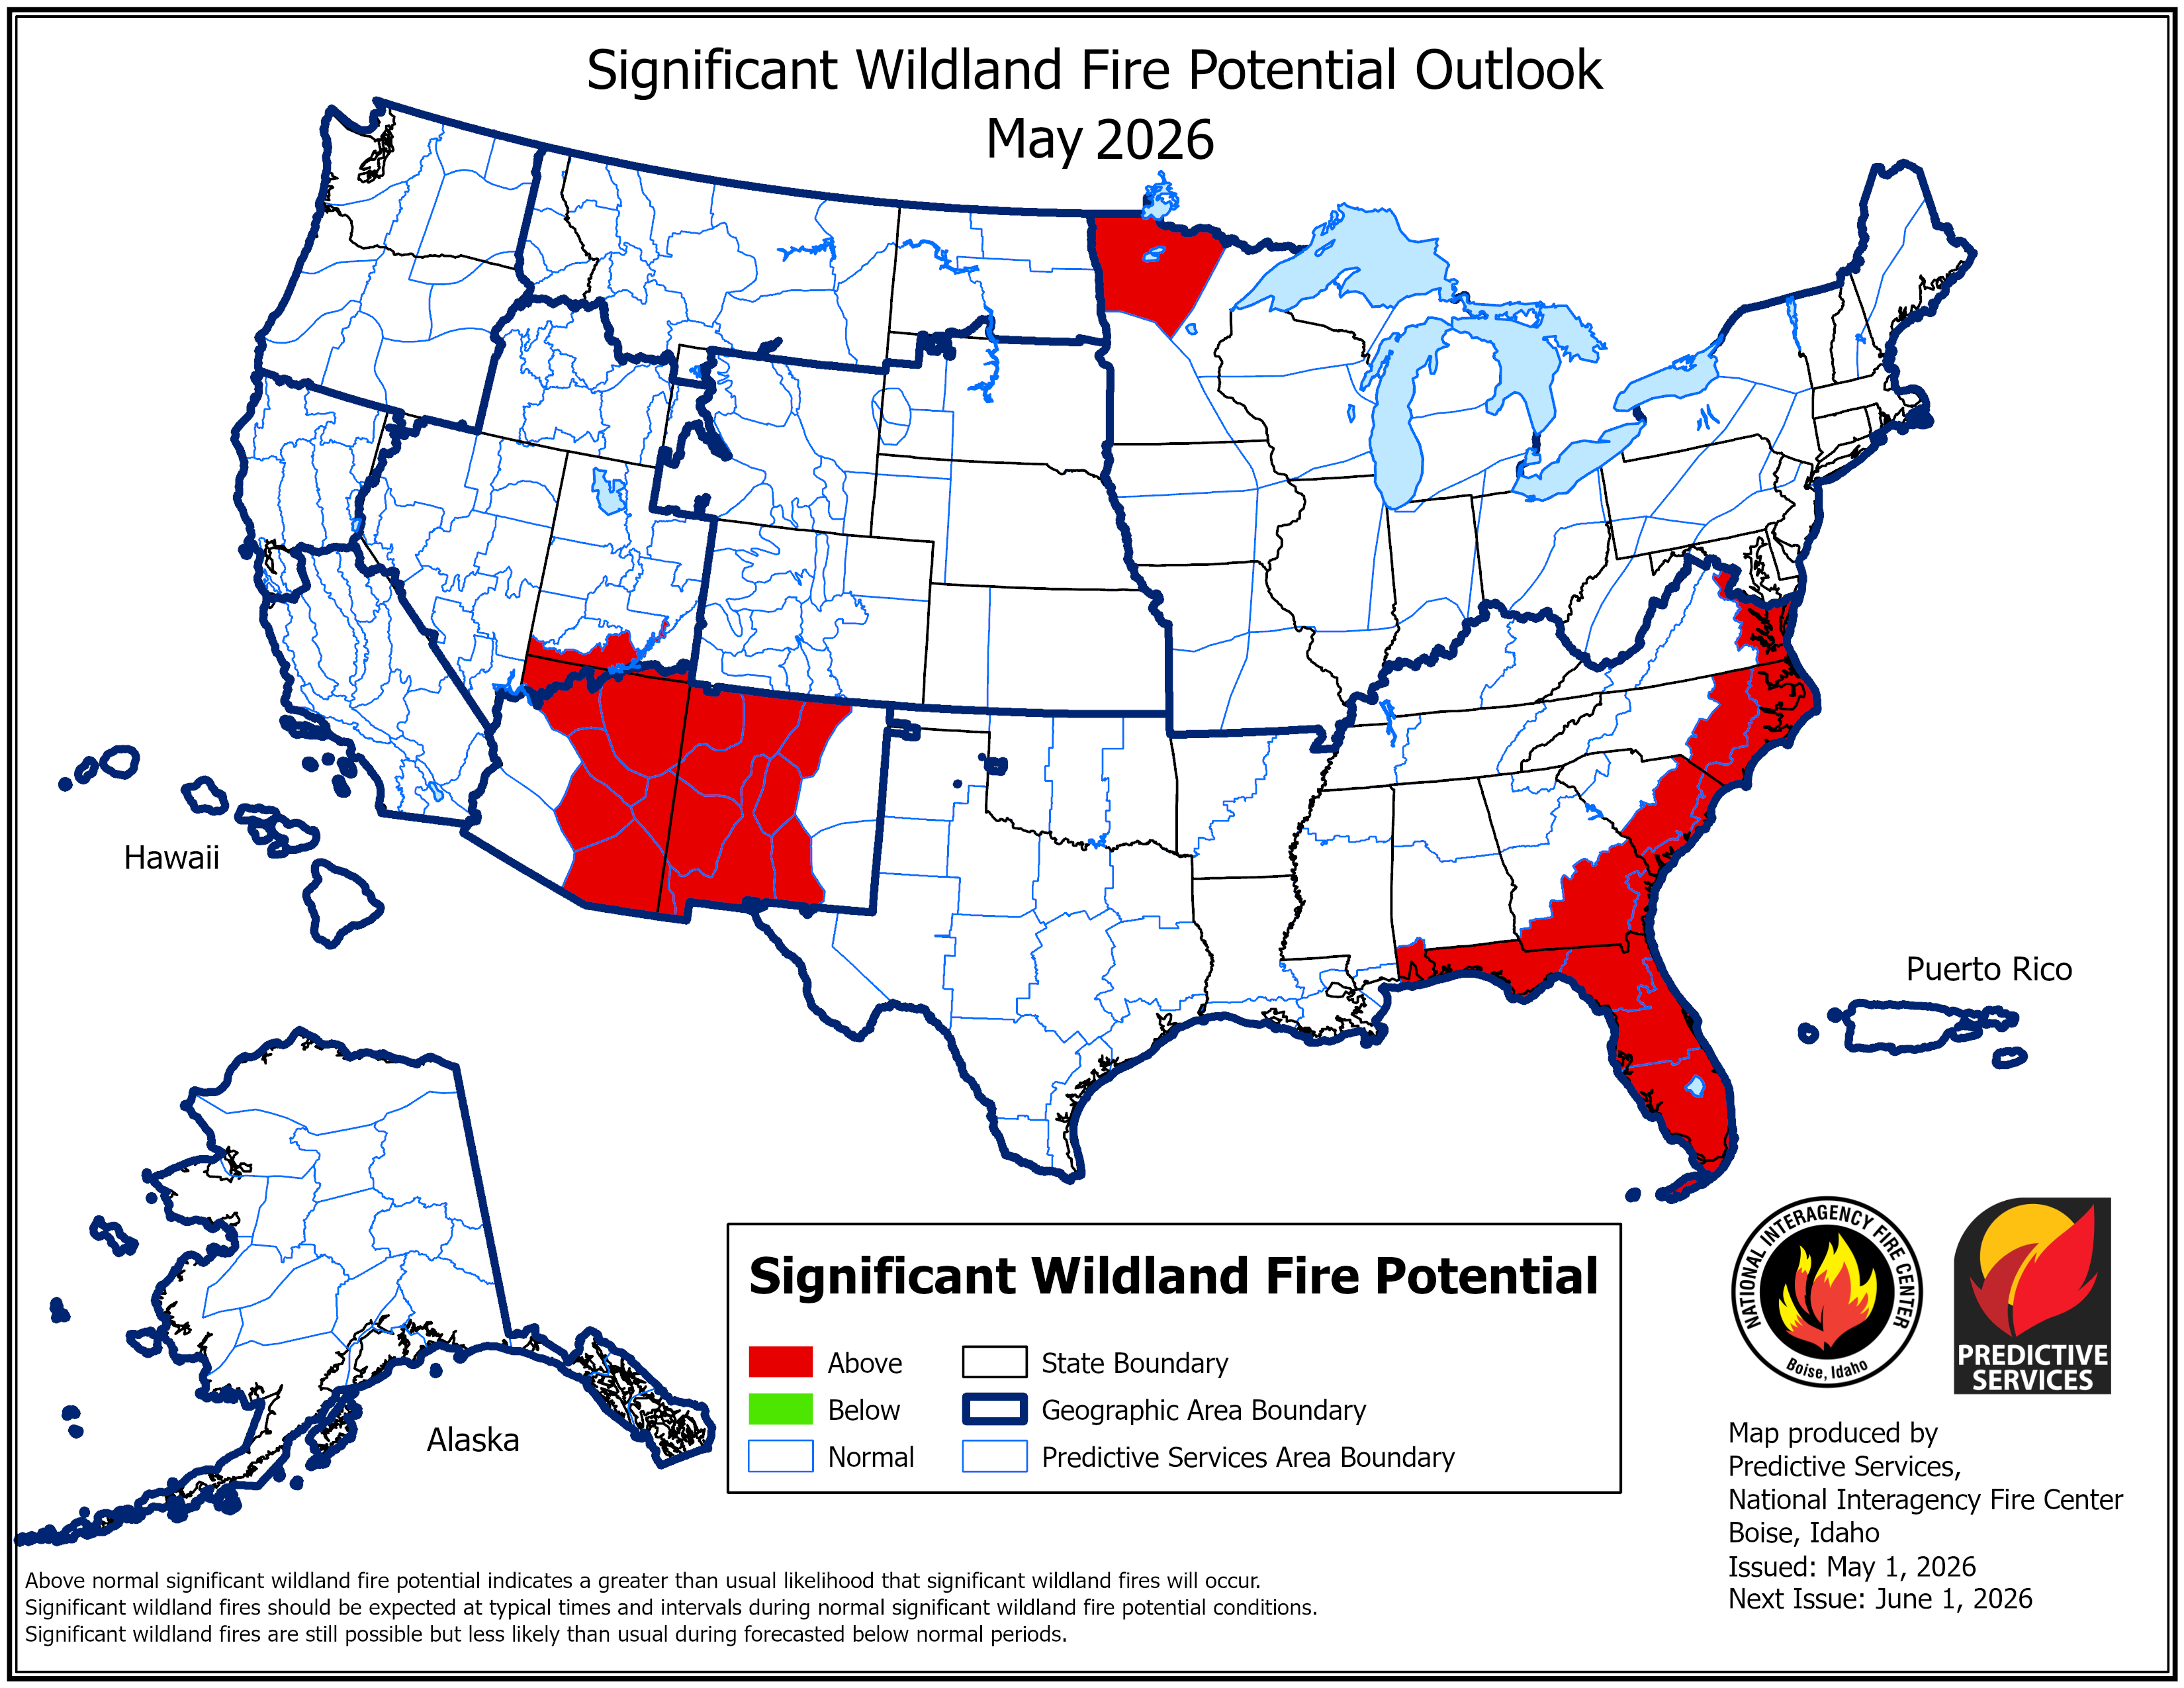 Significant Wildland Fire Potential Outlook
May 2026
Hawaii
Puerto Rico
Alaska
Significant Wildland Fire Potential
Above
State Boundary
Below
Geographic Area Boundary
Normal
Predictive Services Area Boundary
NATIONAL INTERAGENCY FIRE CENTER
Boise, Idaho
PREDICTIVE
SERVICES
Map produced by
Predictive Services,
National Interagency Fire Center
Boise, Idaho
Issued: May 1, 2026
Next Issue: June 1, 2026
Above normal significant wildland fire potential indicates a greater than usual likelihood that significant wildland fires will occur.
Significant wildland fires should be expected at typical times and intervals during normal significant wildland fire potential conditions.
Significant wildland fires are still possible but less likely than usual during forecasted below normal periods.